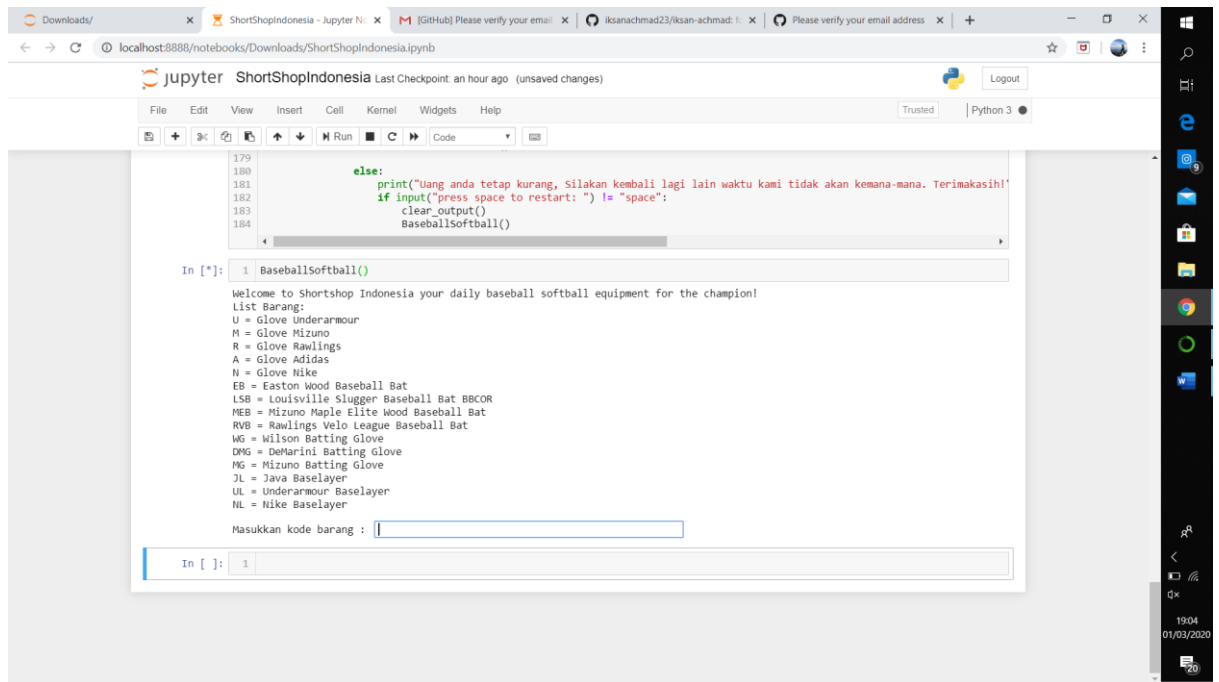 Downloads/
ShortShopIndonesia - Jupyter No
[GitHub] Please verify your email
iksanachmad23/iksan-achmad: fo
Please verify your email address
localhost:8888/notebooks/Downloads/ShortShopIndonesia.ipynb
jupyter ShortShopIndonesia Last Checkpoint: an hour ago (unsaved changes)
Logout
File Edit View Insert Cell Kernel Widgets Help
Trusted Python 3
Run Code
179
180 else:
181 print("Uang anda tetap kurang, Silakan kembali lagi lain waktu kami tidak akan kemana-mana. Terimakasih!"
182 if input("press space to restart: ") != "space":
183 clear_output()
184 BaseballSoftball()
In [*]: 1 BaseballSoftball()
Welcome to Shortshop Indonesia your daily baseball softball equipment for the champion!
List Barang:
U = Glove Underarmour
M = Glove Mizuno
R = Glove Rawlings
A = Glove Adidas
N = Glove Nike
EB = Easton Wood Baseball Bat
LSB = Louisville Slugger Baseball Bat BBCOR
MEB = Mizuno Maple Elite Wood Baseball Bat
RVB = Rawlings Velo League Baseball Bat
WG = Wilson Batting Glove
DMG = DeMarini Batting Glove
MG = Mizuno Batting Glove
JL = Java Baselayer
UL = Underarmour Baselayer
NL = Nike Baselayer
Masukkan kode barang :
In [ ]: 1
9
19:04
01/03/2020
20